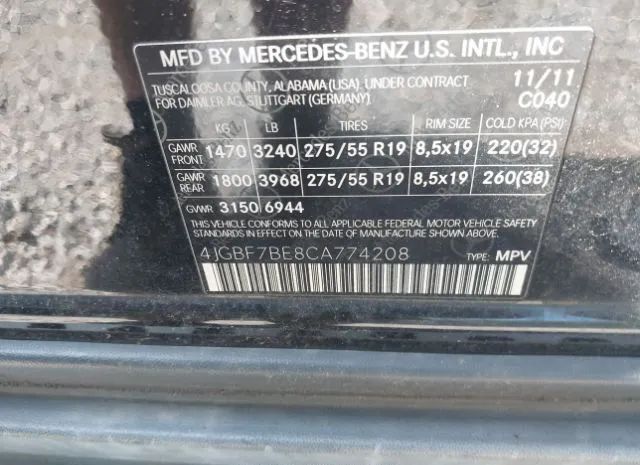 MFD BY MERCEDES-BENZ U.S. INTL., INC
TUSCALOOSA COUNTY, ALABAMA (USA). UNDER CONTRACT 11/11
FOR DAIMLER AG, STUTTGART (GERMANY). C040
KG LB TIRES RIM SIZE COLD KPA (PSI)
GAWR FRONT 1470 3240 275/55 R19 8,5x19 220(32)
GAWR REAR 1800 3968 275/55 R19 8,5x19 260(38)
GVWR 3150 6944
THIS VEHICLE CONFORMS TO ALL APPLICABLE FEDERAL MOTOR VEHICLE SAFETY
STANDARDS IN EFFECT ON THE DATE OF MANUFACTURE SHOWN ABOVE.
4JGBF7BE8CA774208 TYPE: MPV